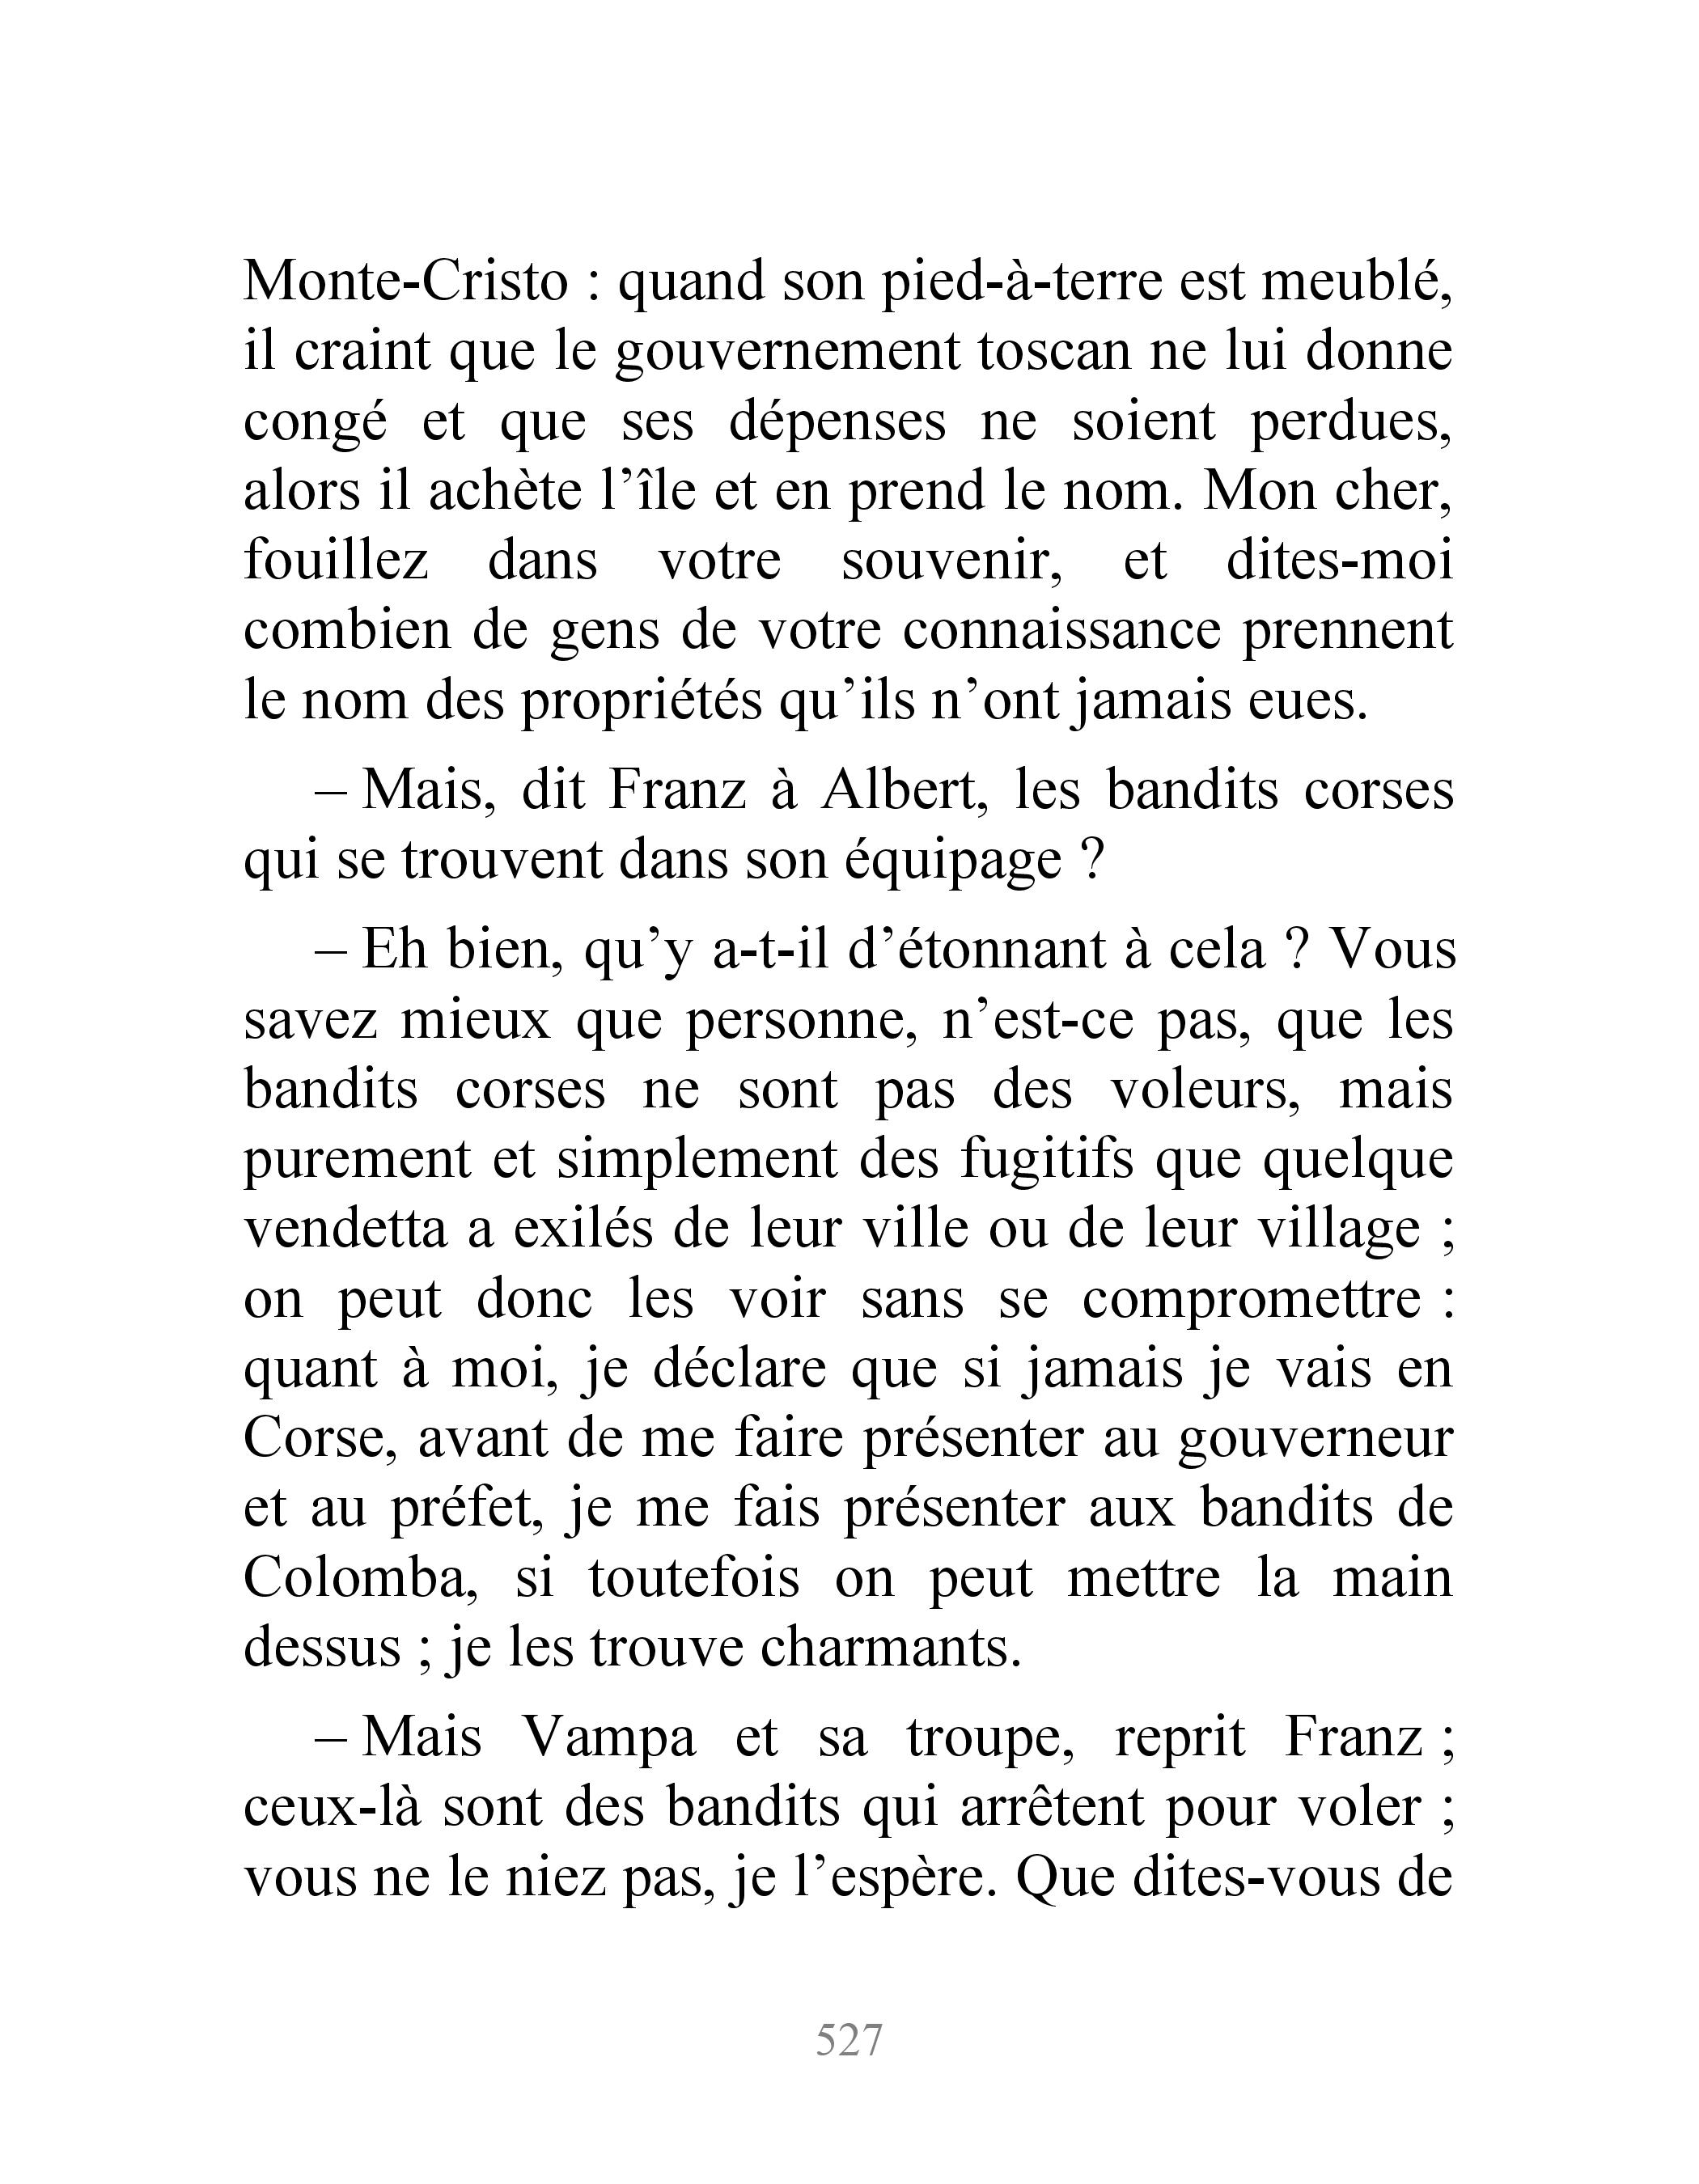 Monte-Cristo : quand son pied-à-terre est meublé,
il craint que le gouvernement toscan ne lui donne
congé et que ses dépenses ne soient perdues,
alors il achète l’île et en prend le nom. Mon cher,
fouillez dans votre souvenir, et dites-moi
combien de gens de votre connaissance prennent
le nom des propriétés qu’ils n’ont jamais eues.
– Mais, dit Franz à Albert, les bandits corses
qui se trouvent dans son équipage ?
– Eh bien, qu’y a-t-il d’étonnant à cela ? Vous
savez mieux que personne, n’est-ce pas, que les
bandits corses ne sont pas des voleurs, mais
purement et simplement des fugitifs que quelque
vendetta a exilés de leur ville ou de leur village ;
on peut donc les voir sans se compromettre :
quant à moi, je déclare que si jamais je vais en
Corse, avant de me faire présenter au gouverneur
et au préfet, je me fais présenter aux bandits de
Colomba, si toutefois on peut mettre la main
dessus ; je les trouve charmants.
– Mais Vampa et sa troupe, reprit Franz ;
ceux-là sont des bandits qui arrêtent pour voler ;
vous ne le niez pas, je l’espère. Que dites-vous de
527